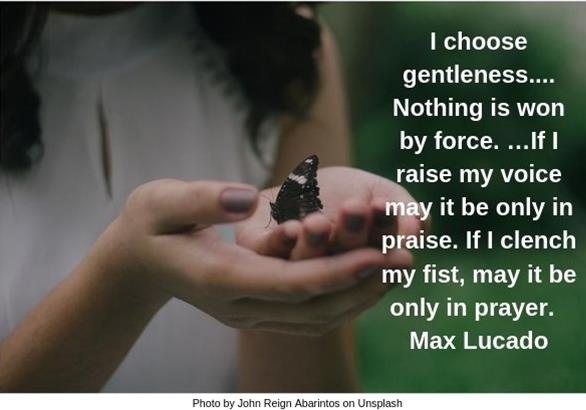 I choose
gentleness....
Nothing is won
by force. …If I
raise my voice
may it be only in
praise. If I clench
my fist, may it be
only in prayer.
Max Lucado
Photo by John Reign Abarintos on Unsplash